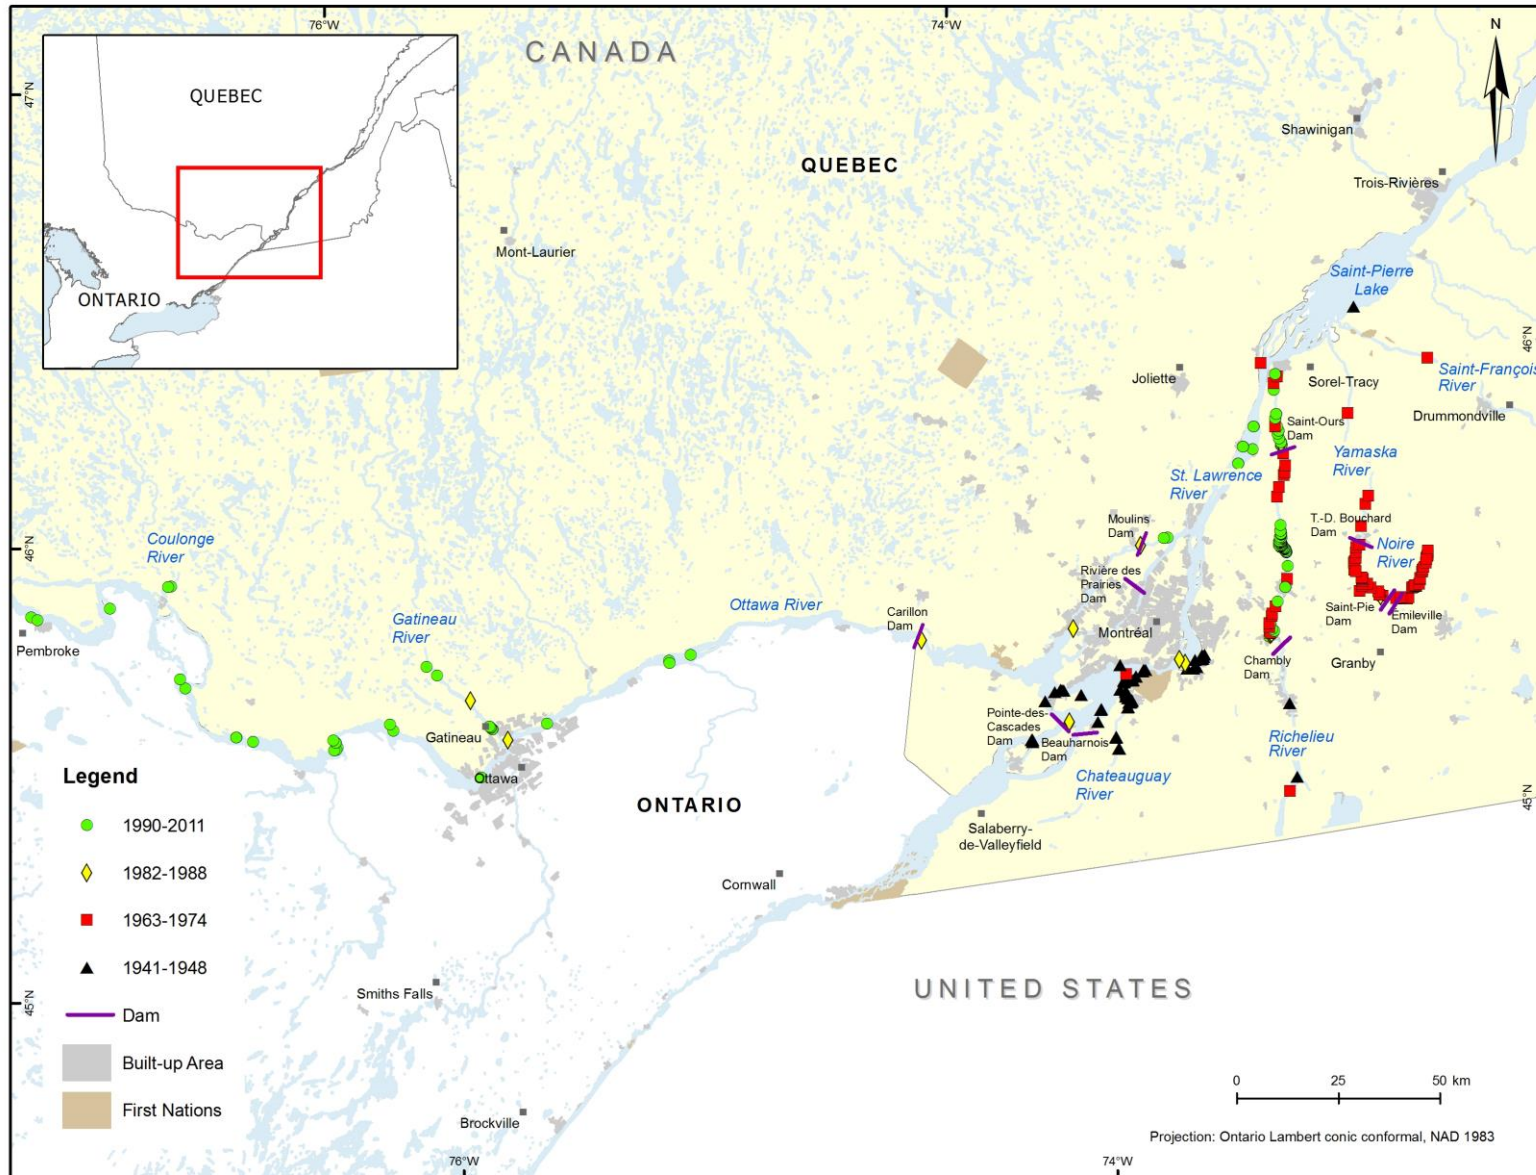 76°W
74°W
CANADA
N
47°N
QUEBEC
ONTARIO
QUEBEC
Shawinigan
Trois-Rivières
Mont-Laurier
Saint-Pierre
Lake
46°N
Joliette
Sorel-Tracy
Saint-François
River
Drummondville
Saint-Ours
Dam
Yamaska
River
St. Lawrence
River
Moulins
Dam
T.-D. Bouchard
Dam
Noire
River
46°N
Coulonge
River
Rivière des
Prairies
Dam
Ottawa River
Carillon
Dam
Gatineau
River
Saint-Pie
Dam
Emileville
Dam
Montréal
Pembroke
Chambly
Dam
Granby
Pointe-des-
Cascades
Dam
Beauharnois
Dam
Gatineau
Richelieu
River
Chateauguay
River
45°N
Ottawa
ONTARIO
Salaberry-
de-Valleyfield
Cornwall
Legend
1990-2011
1982-1988
1963-1974
1941-1948
Dam
Built-up Area
First Nations
Smiths Falls
45°N
UNITED STATES
Brockville
0 25 50 km
Projection: Ontario Lambert conic conformal, NAD 1983
76°W
74°W